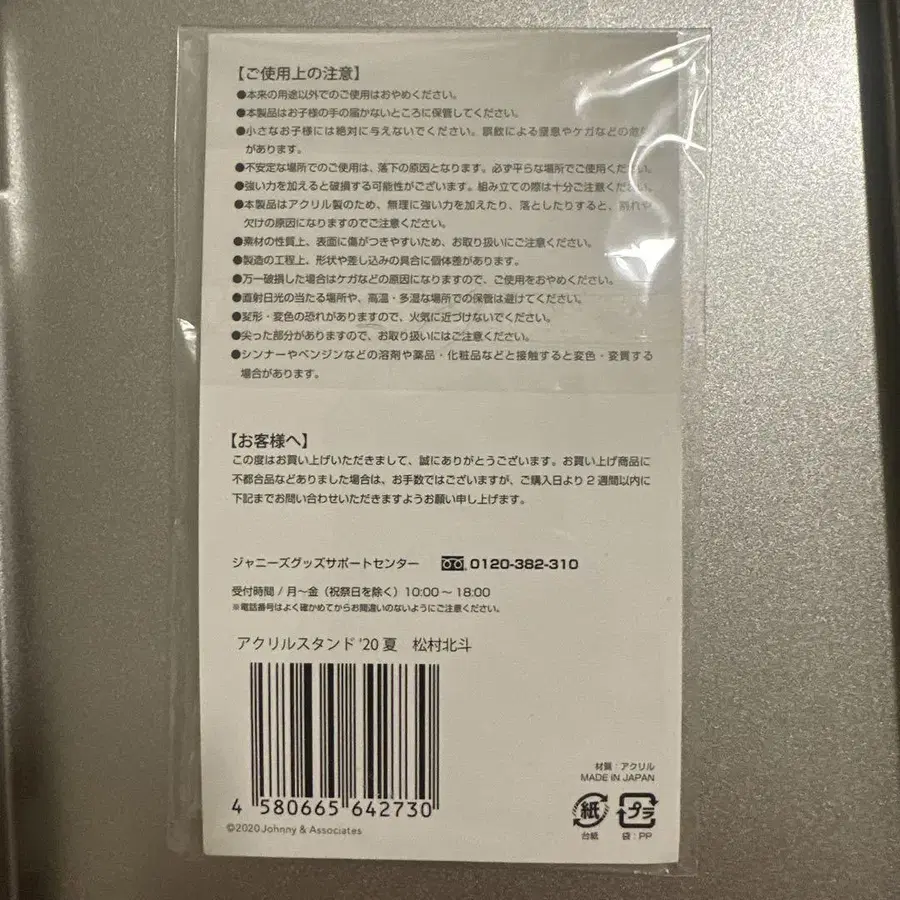 【ご使用上の注意】
●本来の用途以外でのご使用はおやめください。
●本製品はお子様の手の届かないところに保管してください。
●小さなお子様には絶対に与えないでください。誤飲による窒息やケガなどの危険
があります。
●不安定な場所でのご使用は、落下の原因となります。必ず平らな場所でご使用ください。
●強い力を加えると破損する可能性がございます。組み立ての際は十分ご注意ください。
●本製品はアクリル製のため、無理に強い力を加えたり、落としたりすると、割れや
欠けの原因になりますのでご注意ください。
●素材の性質上、表面に傷がつきやすいため、お取り扱いにご注意ください。
●製造の工程上、形状や差し込みの具合に個体差があります。
●万一破損した場合はケガなどの原因になりますので、ご使用をおやめください。
●直射日光の当たる場所や、高温・多湿な場所での保管は避けてください。
●変形・変色の恐れがありますので、火気に近づけないでください。
●尖った部分がありますので、お取り扱いにはご注意ください。
●シンナーやベンジンなどの溶剤や薬品・化粧品などと接触すると変色・変質する
場合があります。
【お客様へ】
この度はお買い上げいただきまして、誠にありがとうございます。お買い上げ商品に
不都合品などありました場合は、お手数ではございますが、ご購入日より2週間以内に
下記までお問い合わせいただきますようお願い申し上げます。
ジャニーズグッズサポートセンター 0120-382-310
受付時間/月〜金（祝祭日を除く）10:00〜18:00
※電話番号はよく確かめてからお間違いのないようにご注意ください。
アクリルスタンド '20 夏 松村北斗
4 580665 642730
©2020 Johnny & Associates
材質：アクリル
MADE IN JAPAN
紙 プラ
台紙 袋：PP